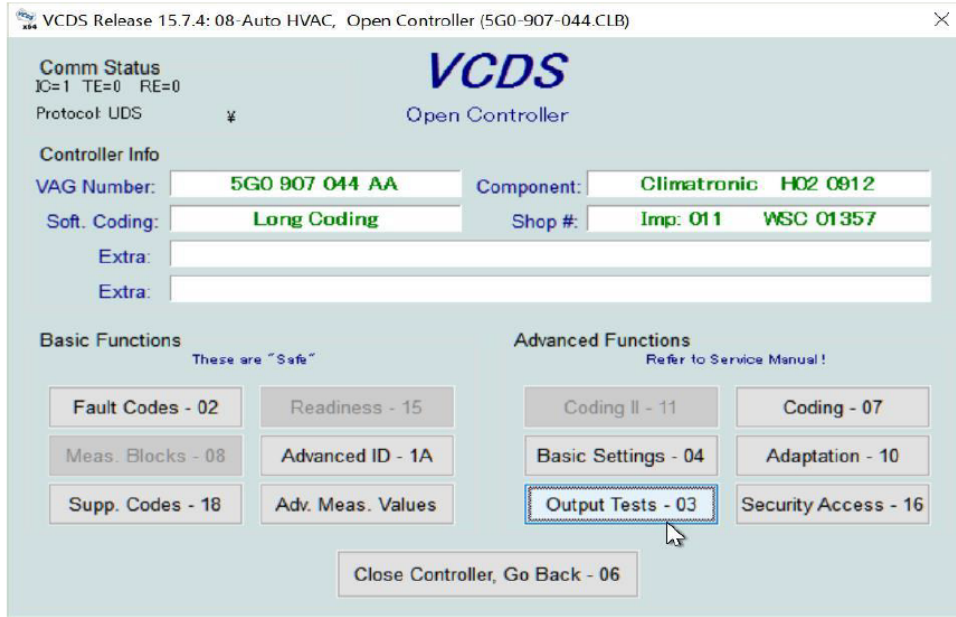 VCDS Release 15.7.4: 08-Auto HVAC, Open Controller (5G0-907-044.CLB)
Comm Status
IC=1 TE=0 RE=0
Protocol: UDS ¥
VCDS
Open Controller
Controller Info
VAG Number: 5G0 907 044 AA Component: Climatronic H02 0912
Soft. Coding: Long Coding Shop #: Imp: 011 WSC 01357
Extra:
Extra:
Basic Functions
These are "Safe"
Advanced Functions
Refer to Service Manual!
Fault Codes - 02 Readiness - 15 Coding II - 11 Coding - 07
Meas. Blocks - 08 Advanced ID - 1A Basic Settings - 04 Adaptation - 10
Supp. Codes - 18 Adv. Meas. Values Output Tests - 03 Security Access - 16
Close Controller, Go Back - 06